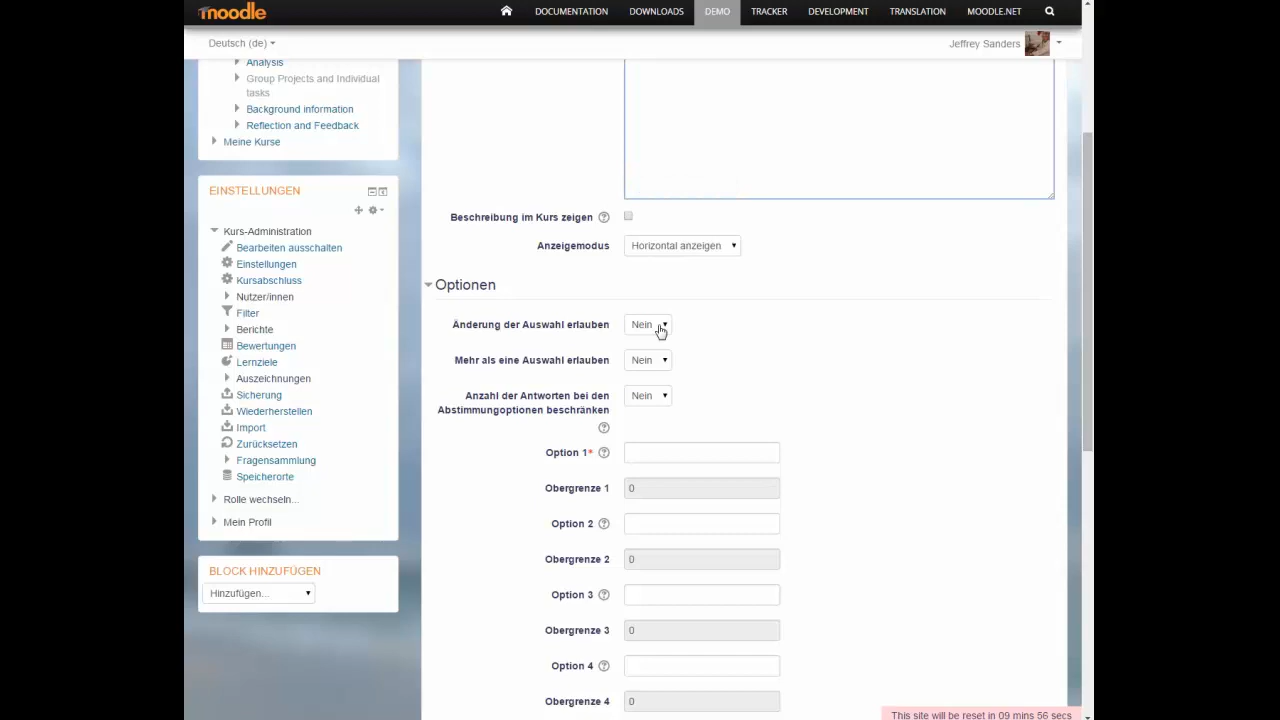 moodle
DOCUMENTATION DOWNLOADS DEMO TRACKER DEVELOPMENT TRANSLATION MOODLE.NET
Deutsch (de)
Jeffrey Sanders
Analysis
Group Projects and Individual
tasks
Background information
Reflection and Feedback
Meine Kurse
EINSTELLUNGEN
Kurs-Administration
Bearbeiten ausschalten
Einstellungen
Kursabschluss
Nutzer/innen
Filter
Berichte
Bewertungen
Lernziele
Auszeichnungen
Sicherung
Wiederherstellen
Import
Zurücksetzen
Fragensammlung
Speicherorte
Rolle wechseln...
Mein Profil
BLOCK HINZUFÜGEN
Hinzufügen...
Beschreibung im Kurs zeigen
Anzeigemodus Horizontal anzeigen
Optionen
Änderung der Auswahl erlauben Nein
Mehr als eine Auswahl erlauben Nein
Anzahl der Antworten bei den Nein
Abstimmungoptionen beschränken
Option 1*
Obergrenze 1 0
Option 2
Obergrenze 2 0
Option 3
Obergrenze 3 0
Option 4
Obergrenze 4 0
This site will be reset in 09 mins 56 secs